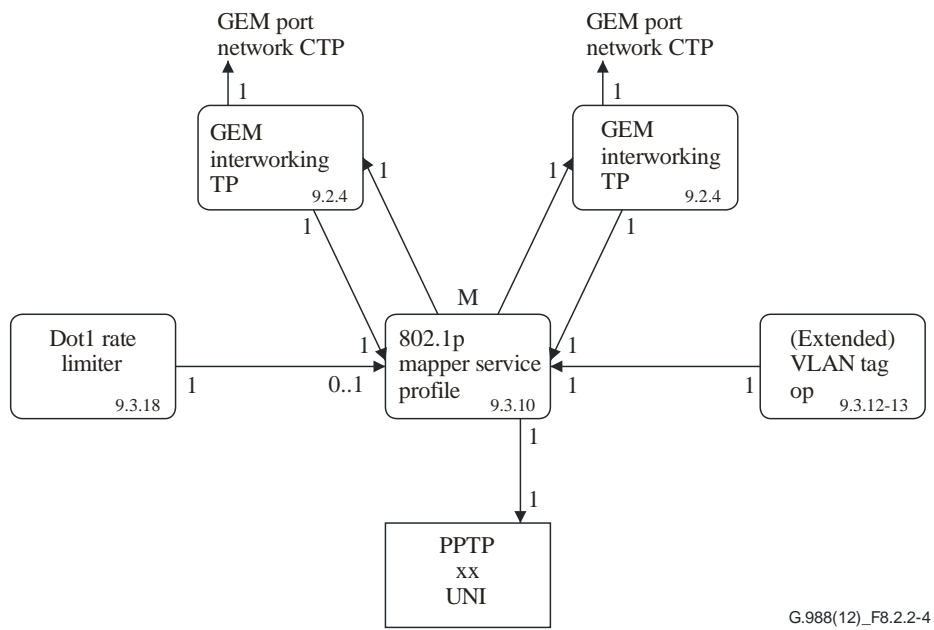 GEM port
network CTP
GEM port
network CTP
1
1
GEM
interworking
TP
9.2.4
GEM
interworking
TP
9.2.4
1
1
1
1
M
Dot1 rate
limiter
9.3.18
1
0..1
1
802.1p
mapper service
profile
9.3.10
1
1
1
(Extended)
VLAN tag
op
9.3.12-13
1
1
PPTP
xx
UNI
G.988(12)_F8.2.2-4